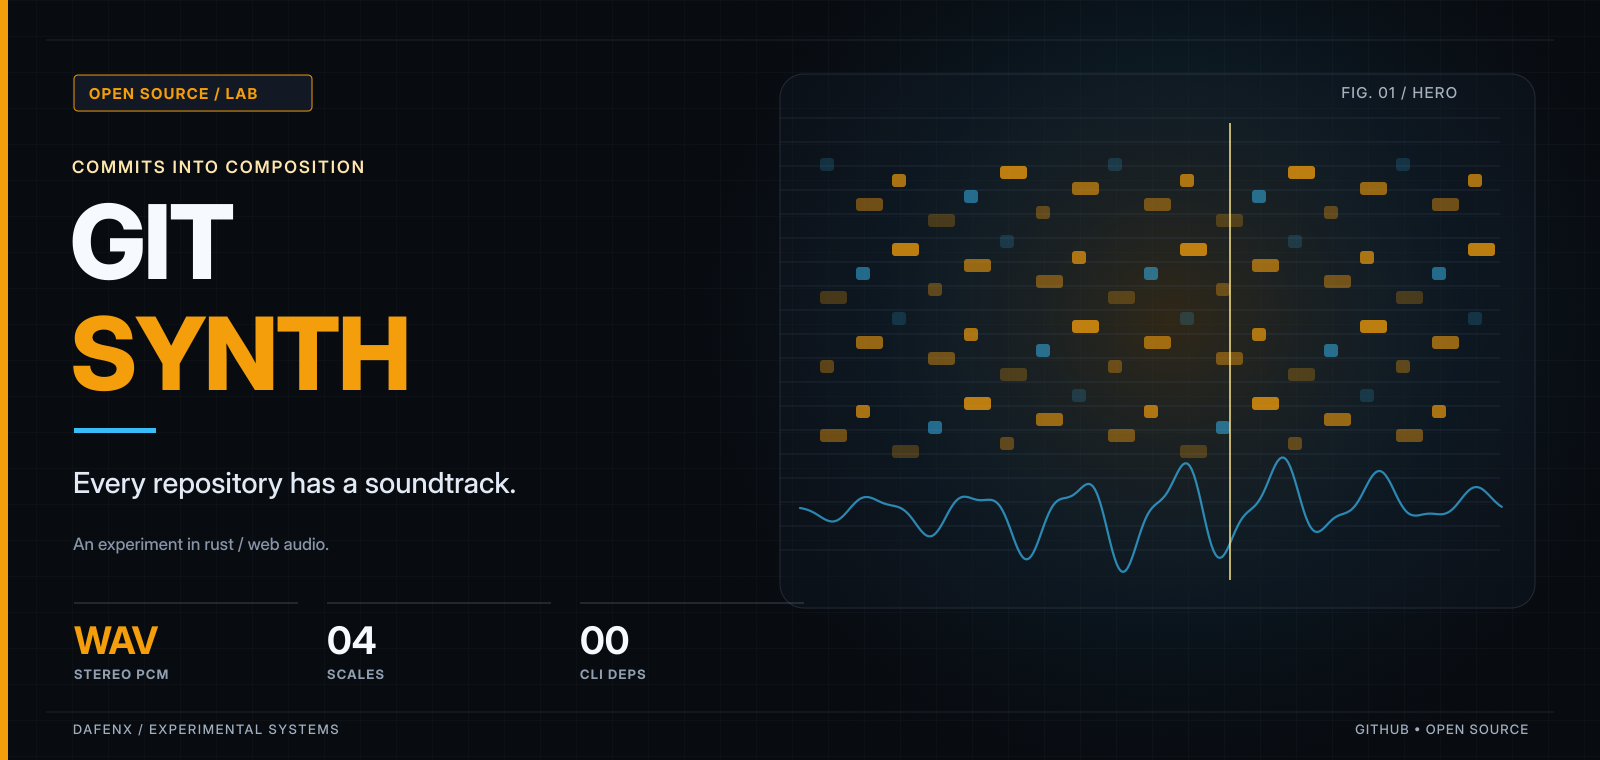 OPEN SOURCE / LAB
FIG. 01 / HERO
COMMITS INTO COMPOSITION
GIT
SYNTH
Every repository has a soundtrack.
An experiment in rust / web audio.
WAV
STEREO PCM
04
SCALES
00
CLI DEPS
DAFENX / EXPERIMENTAL SYSTEMS
GITHUB • OPEN SOURCE